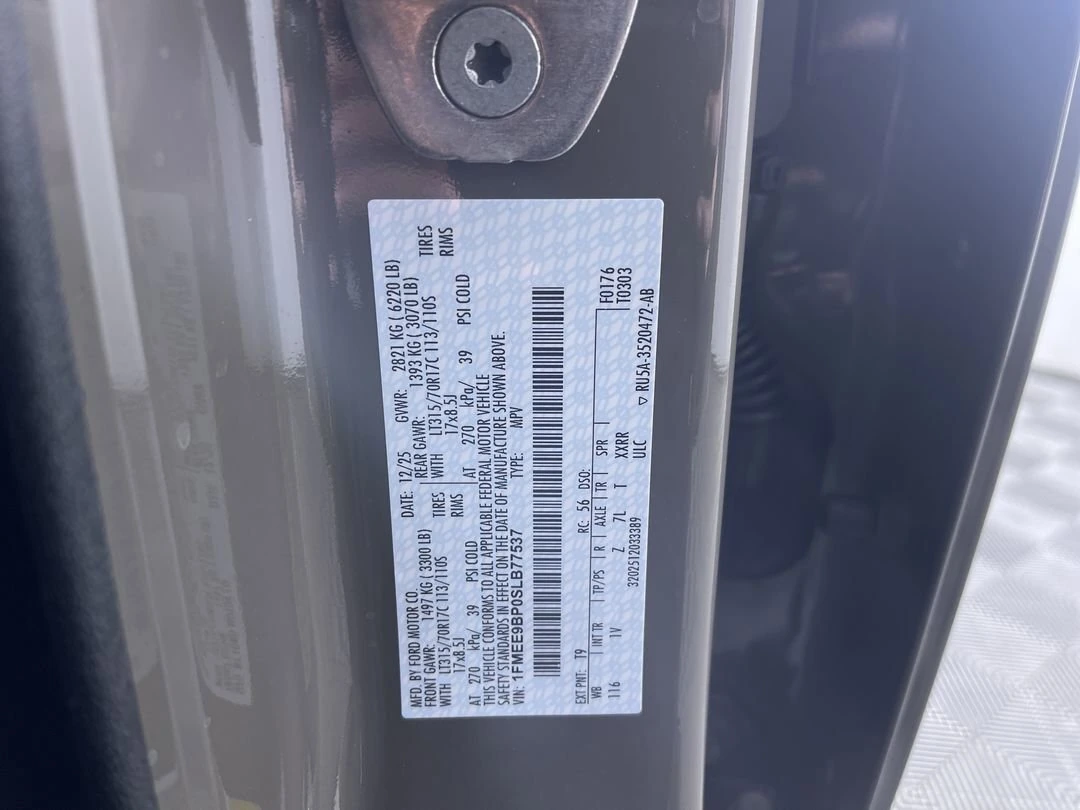 MFD. BY FORD MOTOR CO. DATE: 12/25 GVWR: 2821 KG ( 6220 LB)
FRONT GAWR: 1497 KG ( 3300 LB) REAR GAWR: 1393 KG ( 3070 LB)
WITH LT315/70R17C 113/110S TIRES WITH LT315/70R17C 113/110S TIRES
17x8.5J RIMS 17x8.5J RIMS
AT 270 kPa/ 39 PSI COLD AT 270 kPa/ 39 PSI COLD
THIS VEHICLE CONFORMS TO ALL APPLICABLE FEDERAL MOTOR VEHICLE
SAFETY STANDARDS IN EFFECT ON THE DATE OF MANUFACTURE SHOWN ABOVE.
VIN: 1FMEE9BP0SLB77537 TYPE: MPV
EXT PNT: T9 RC: 56 DSO: F0176
WB INT TR TP/PS R AXLE TR SPR T0303
116 1V Z 7L T XXRR
3202512033389 ULC ▽ RU5A-3520472-AB